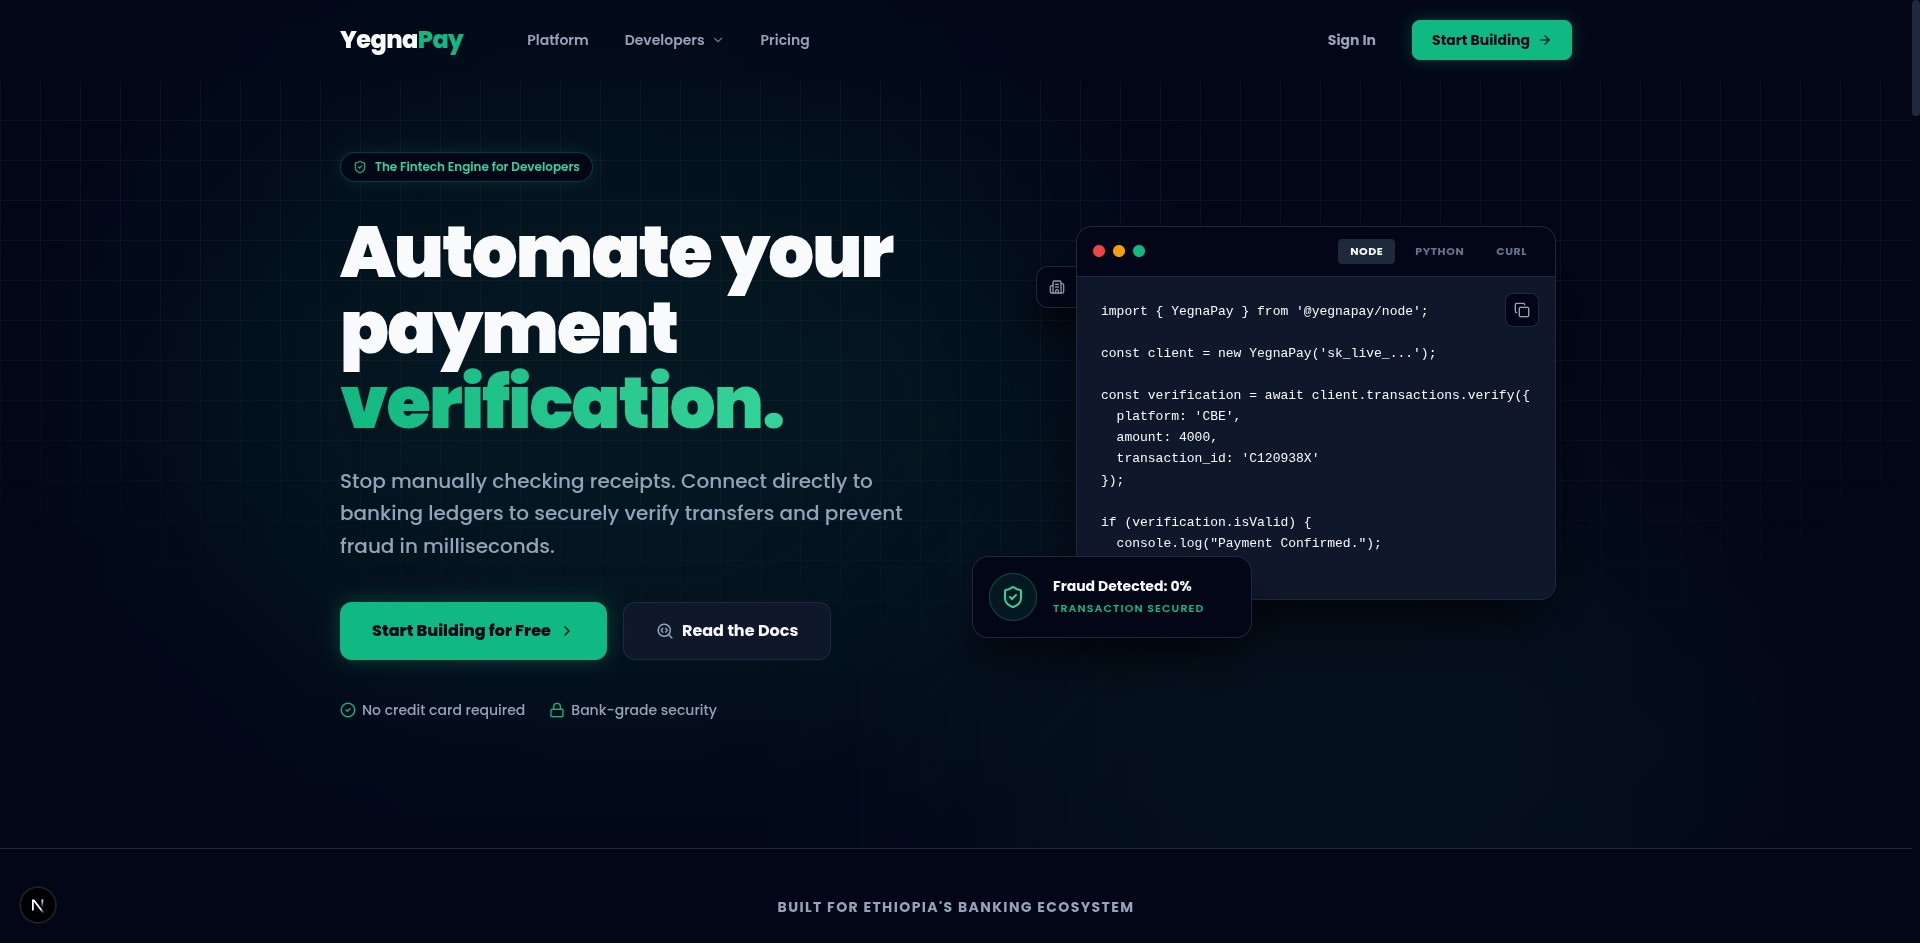 YegnaPay
Platform
Developers
Pricing
Sign In
Start Building
The Fintech Engine for Developers
Automate your
payment
verification.
Stop manually checking receipts. Connect directly to
banking ledgers to securely verify transfers and prevent
fraud in milliseconds.
Start Building for Free
Read the Docs
No credit card required
Bank-grade security
NODE
PYTHON
CURL
import { YegnaPay } from '@yegnapay/node';
const client = new YegnaPay('sk_live_...');
const verification = await client.transactions.verify({
  platform: 'CBE',
  amount: 4000,
  transaction_id: 'C120938X'
});
if (verification.isValid) {
  console.log("Payment Confirmed.");
Fraud Detected: 0%
TRANSACTION SECURED
BUILT FOR ETHIOPIA'S BANKING ECOSYSTEM
N